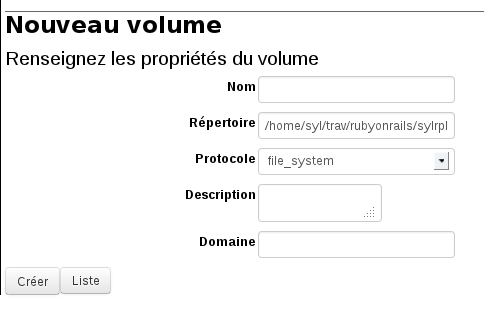 Nouveau volume
Renseignez les propriétés du volume
Nom
Répertoire /home/syl/trav/rubyonrails/sylrpl
Protocole file_system
Description
Domaine
Créer Liste